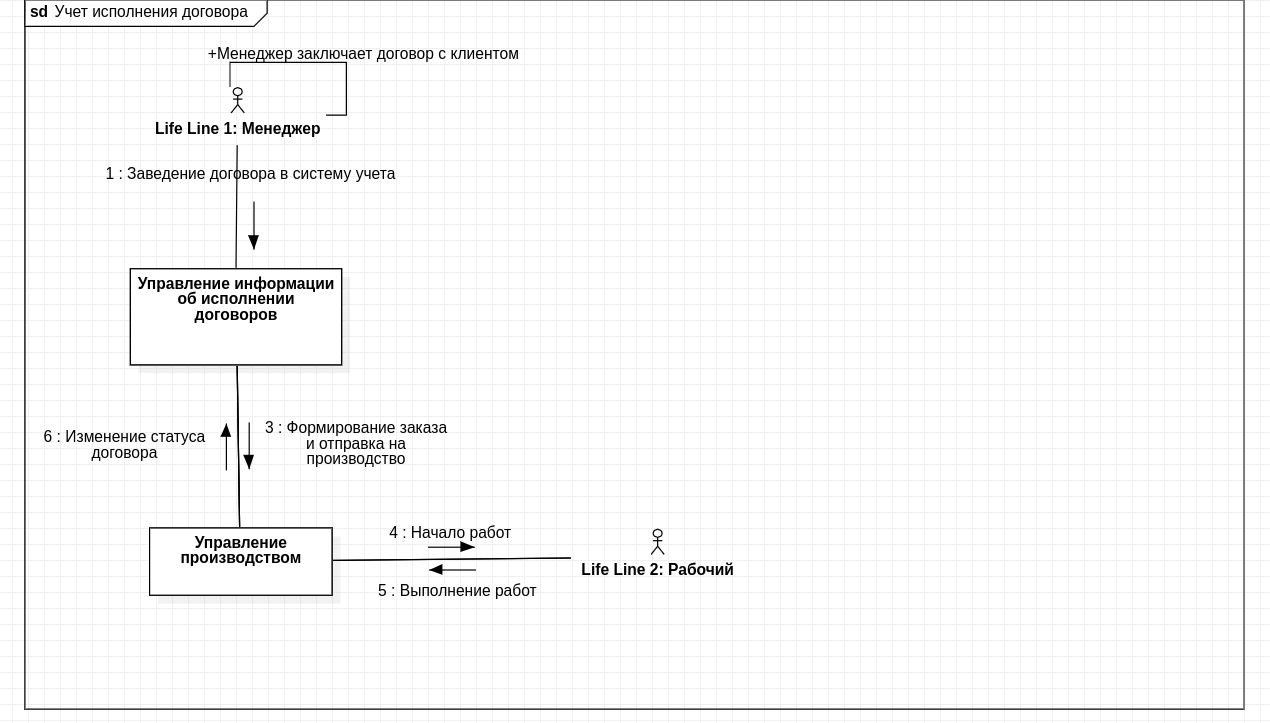 sd Учет исполнения договора
+Менеджер заключает договор с клиентом
Life Line 1: Менеджер
1 : Заведение договора в систему учета
Управление информации
об исполнении
договоров
6 : Изменение статуса
договора
3 : Формирование заказа
и отправка на
производство
Управление
производством
4 : Начало работ
5 : Выполнение работ
Life Line 2: Рабочий